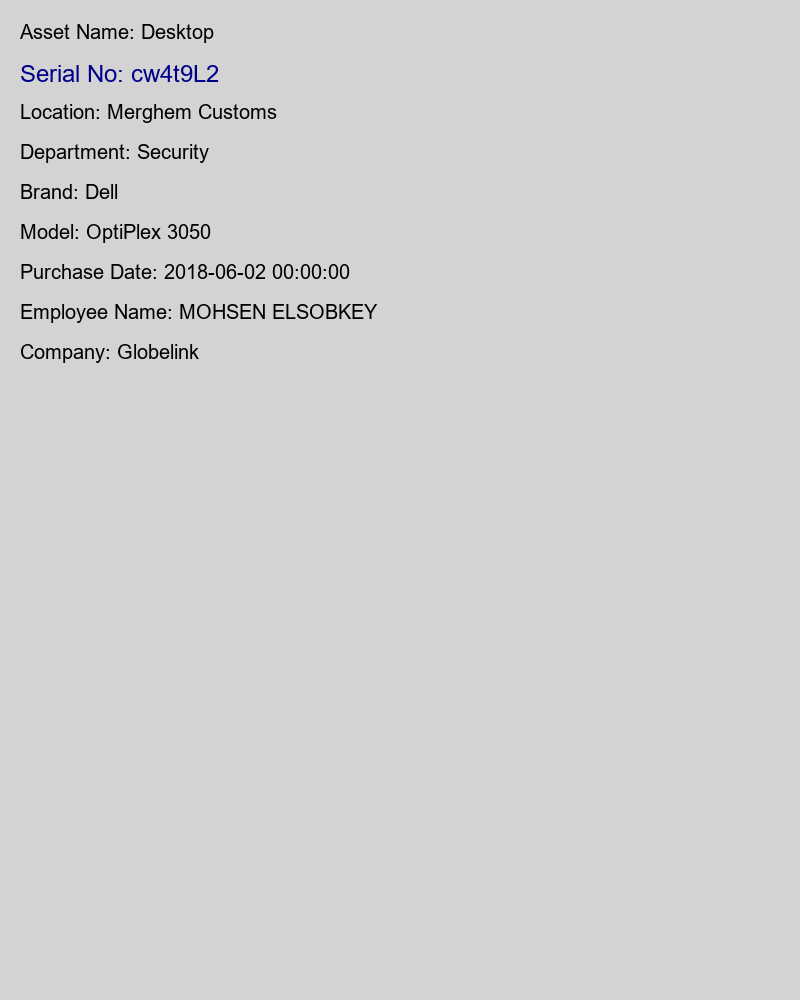 Asset Name: Desktop
Serial No: cw4t9L2
Location: Merghem Customs
Department: Security
Brand: Dell
Model: OptiPlex 3050
Purchase Date: 2018-06-02 00:00:00
Employee Name: MOHSEN ELSOBKEY
Company: Globelink